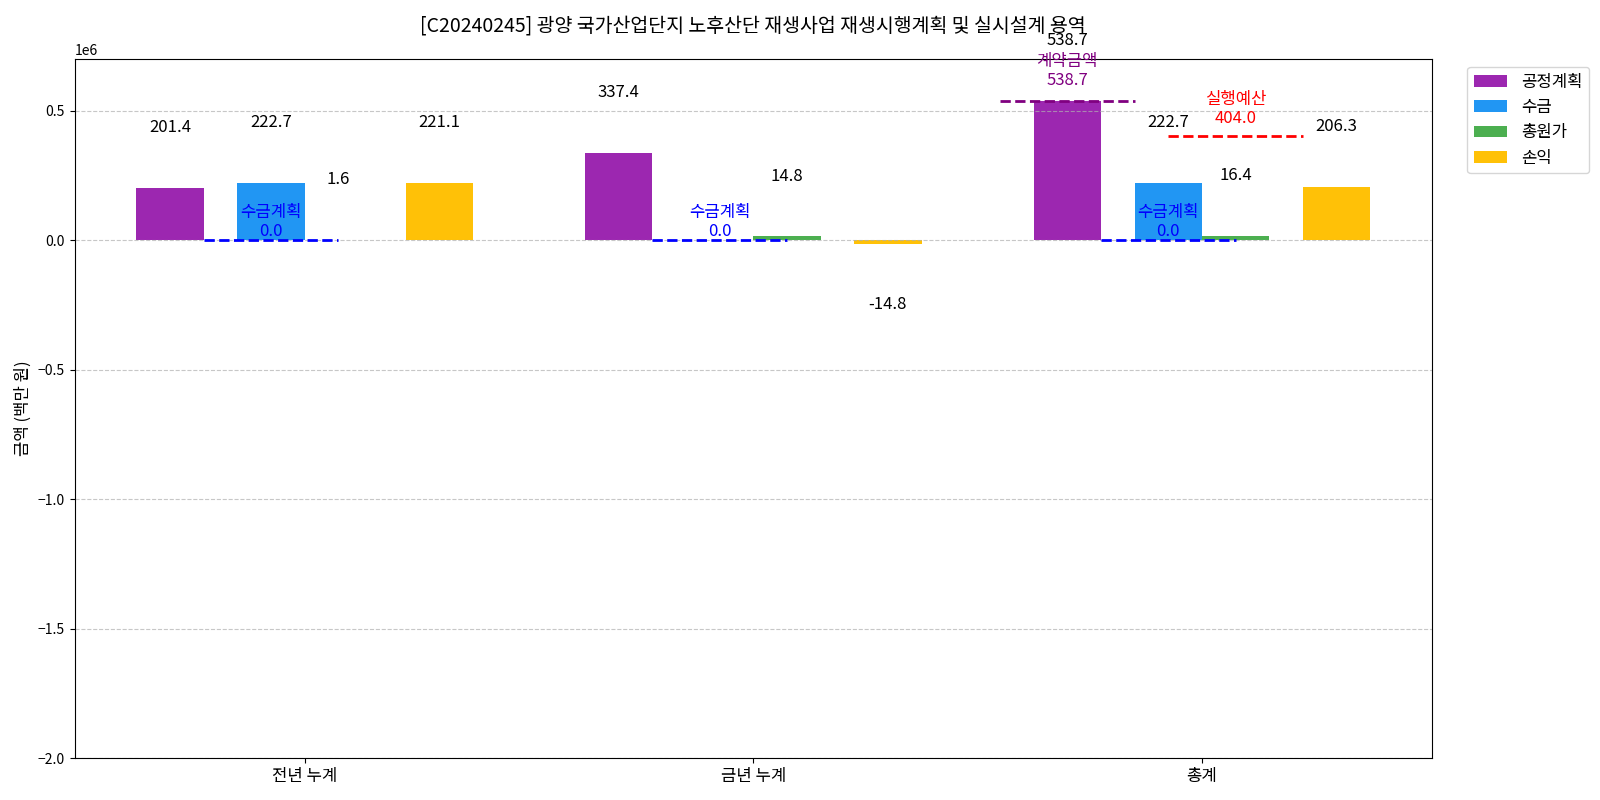 [C20240245] 광양 국가산업단지 노후산단 재생사업 재생시행계획 및 실시설계 용역
1e6
금액 (백만 원)
0.5
0.0
−0.5
−1.0
−1.5
−2.0
201.4
222.7
수금계획
0.0
1.6
221.1
337.4
수금계획
0.0
14.8
-14.8
538.7
계약금액
538.7
222.7
수금계획
0.0
실행예산
404.0
16.4
206.3
전년 누계
금년 누계
총계
공정계획
수금
총원가
손익